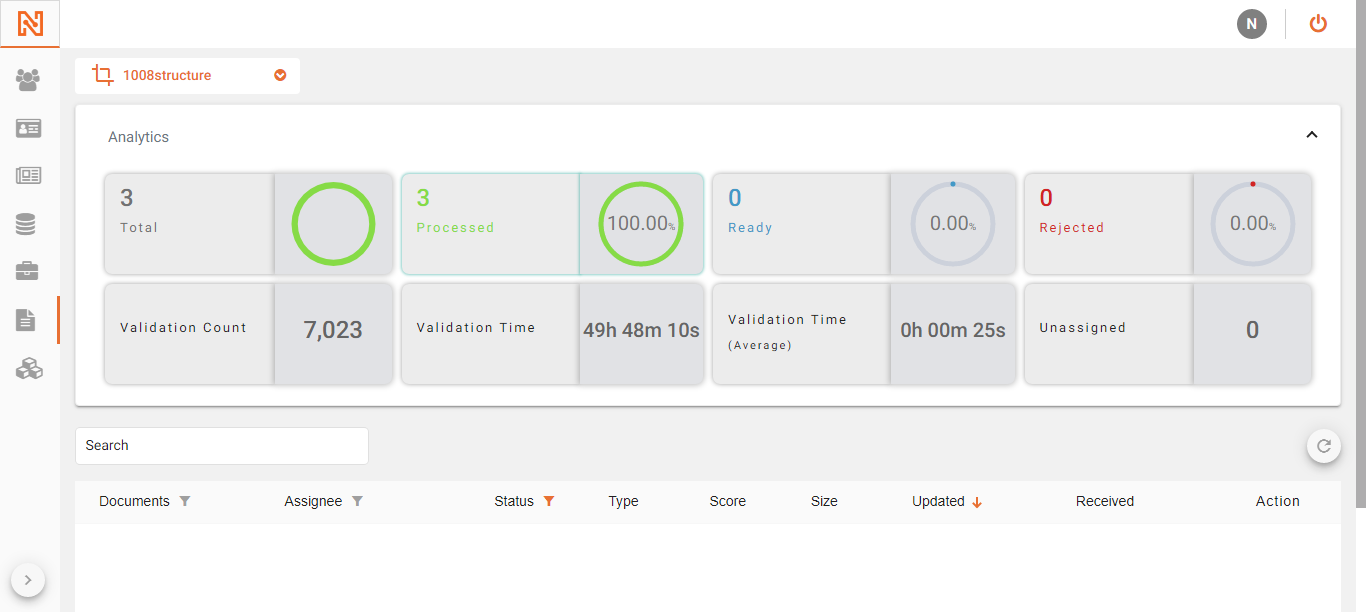 N
1008structure
Analytics
3
Total
3
Processed
100.00%
0
Ready
0.00%
0
Rejected
0.00%
Validation Count
7,023
Validation Time
49h 48m 10s
Validation Time
(Average)
0h 00m 25s
Unassigned
0
Search
Documents Assignee Status Type Score Size Updated Received Action